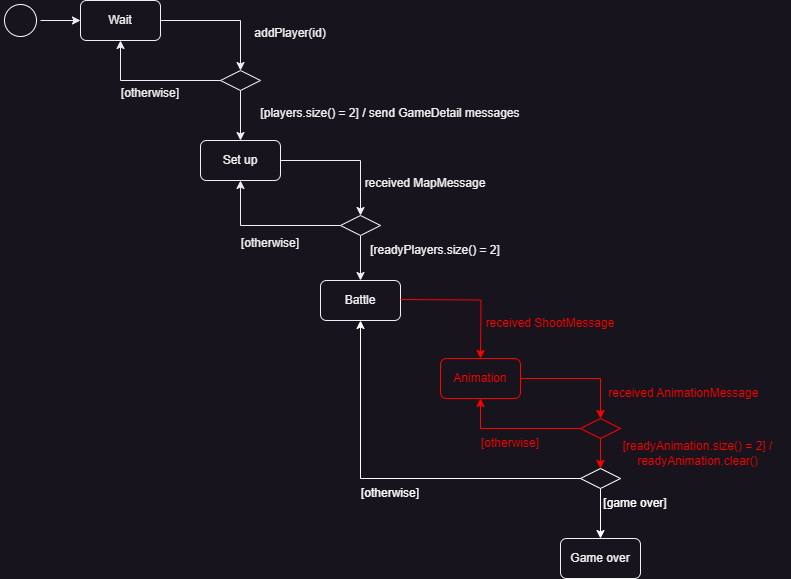 Wait
addPlayer(id)
[otherwise]
[players.size() = 2] / send GameDetail messages
Set up
received MapMessage
[otherwise]
[readyPlayers.size() = 2]
Battle
received ShootMessage
Animation
received AnimationMessage
[otherwise]
[readyAnimation.size() = 2] /
readyAnimation.clear()
[otherwise]
[game over]
Game over